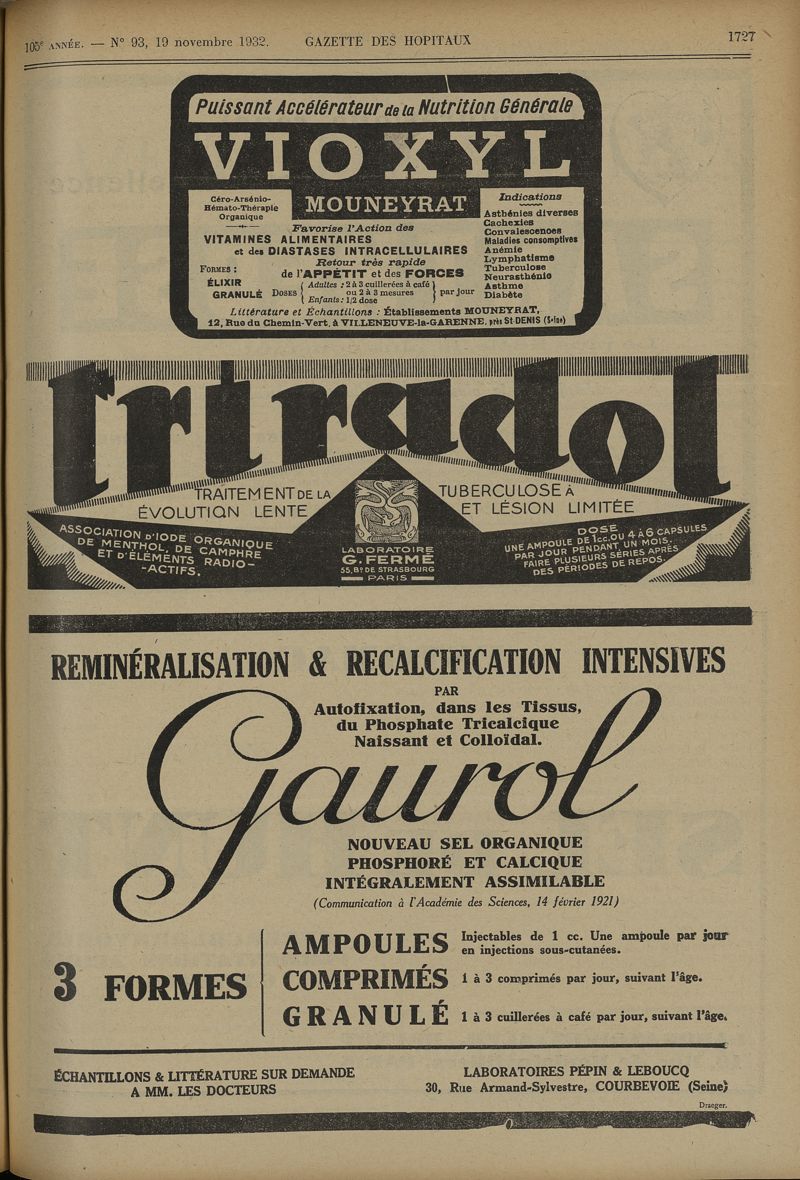 105e ANNÉE. — N° 93, 19 novembre 1932. GAZETTE DES HOPITAUX 1727
Puissant Accélérateur de la Nutrition Générale
VIOXYL
MOUNEYRAT
Céro-Arsénio-
Hémato-Thérapie
Organique
Favorise l'Action des
VITAMINES ALIMENTAIRES
et des DIASTASES INTRACELLULAIRES
Retour très rapide
de l'APPÉTIT et des FORCES
FORMES :
ÉLIXIR
GRANULÉ
DOSES
Adultes : 2 à 3 cuillerées à café
ou 2 à 3 mesures
Enfants : 1/2 dose
par jour
Indications
Asthénies diverses
Cachexies
Convalescences
Maladies consomptives
Anémie
Lymphatisme
Tuberculose
Neurasthénie
Asthme
Diabète
Littérature et Échantillons : Établissements MOUNEYRAT,
12, Rue du Chemin-Vert, à VILLENEUVE-la-GARENNE, près St-DENIS (Seine)
triradol
TRAITEMENT DE LA TUBERCULOSE À
ÉVOLUTION LENTE ET LÉSION LIMITÉE
ASSOCIATION D'IODE ORGANIQUE
DE MENTHOL, DE CAMPHRE
ET D'ÉLÉMENTS RADIO-
-ACTIFS.
LABORATOIRE
G. FERMÉ
55, Bd DE STRASBOURG
PARIS
DOSE
UNE AMPOULE DE 1cc. OU 4 À 6 CAPSULES
PAR JOUR PENDANT UN MOIS.
FAIRE PLUSIEURS SÉRIES APRÈS
DES PÉRIODES DE REPOS.
REMINÉRALISATION & RECALCIFICATION INTENSIVES
PAR
Autofixation, dans les Tissus,
du Phosphate Tricalcique
Naissant et Colloïdal.
Gaurol
NOUVEAU SEL ORGANIQUE
PHOSPHORÉ ET CALCIQUE
INTÉGRALEMENT ASSIMILABLE
(Communication à l'Académie des Sciences, 14 février 1921)
3 FORMES
AMPOULES Injectables de 1 cc. Une ampoule par jour
en injections sous-cutanées.
COMPRIMÉS 1 à 3 comprimés par jour, suivant l'âge.
GRANULÉ 1 à 3 cuillerées à café par jour, suivant l'âge.
ÉCHANTILLONS & LITTÉRATURE SUR DEMANDE
A MM. LES DOCTEURS
LABORATOIRES PÉPIN & LEBOUCQ
30, Rue Armand-Sylvestre, COURBEVOIE (Seine)
Draeger.